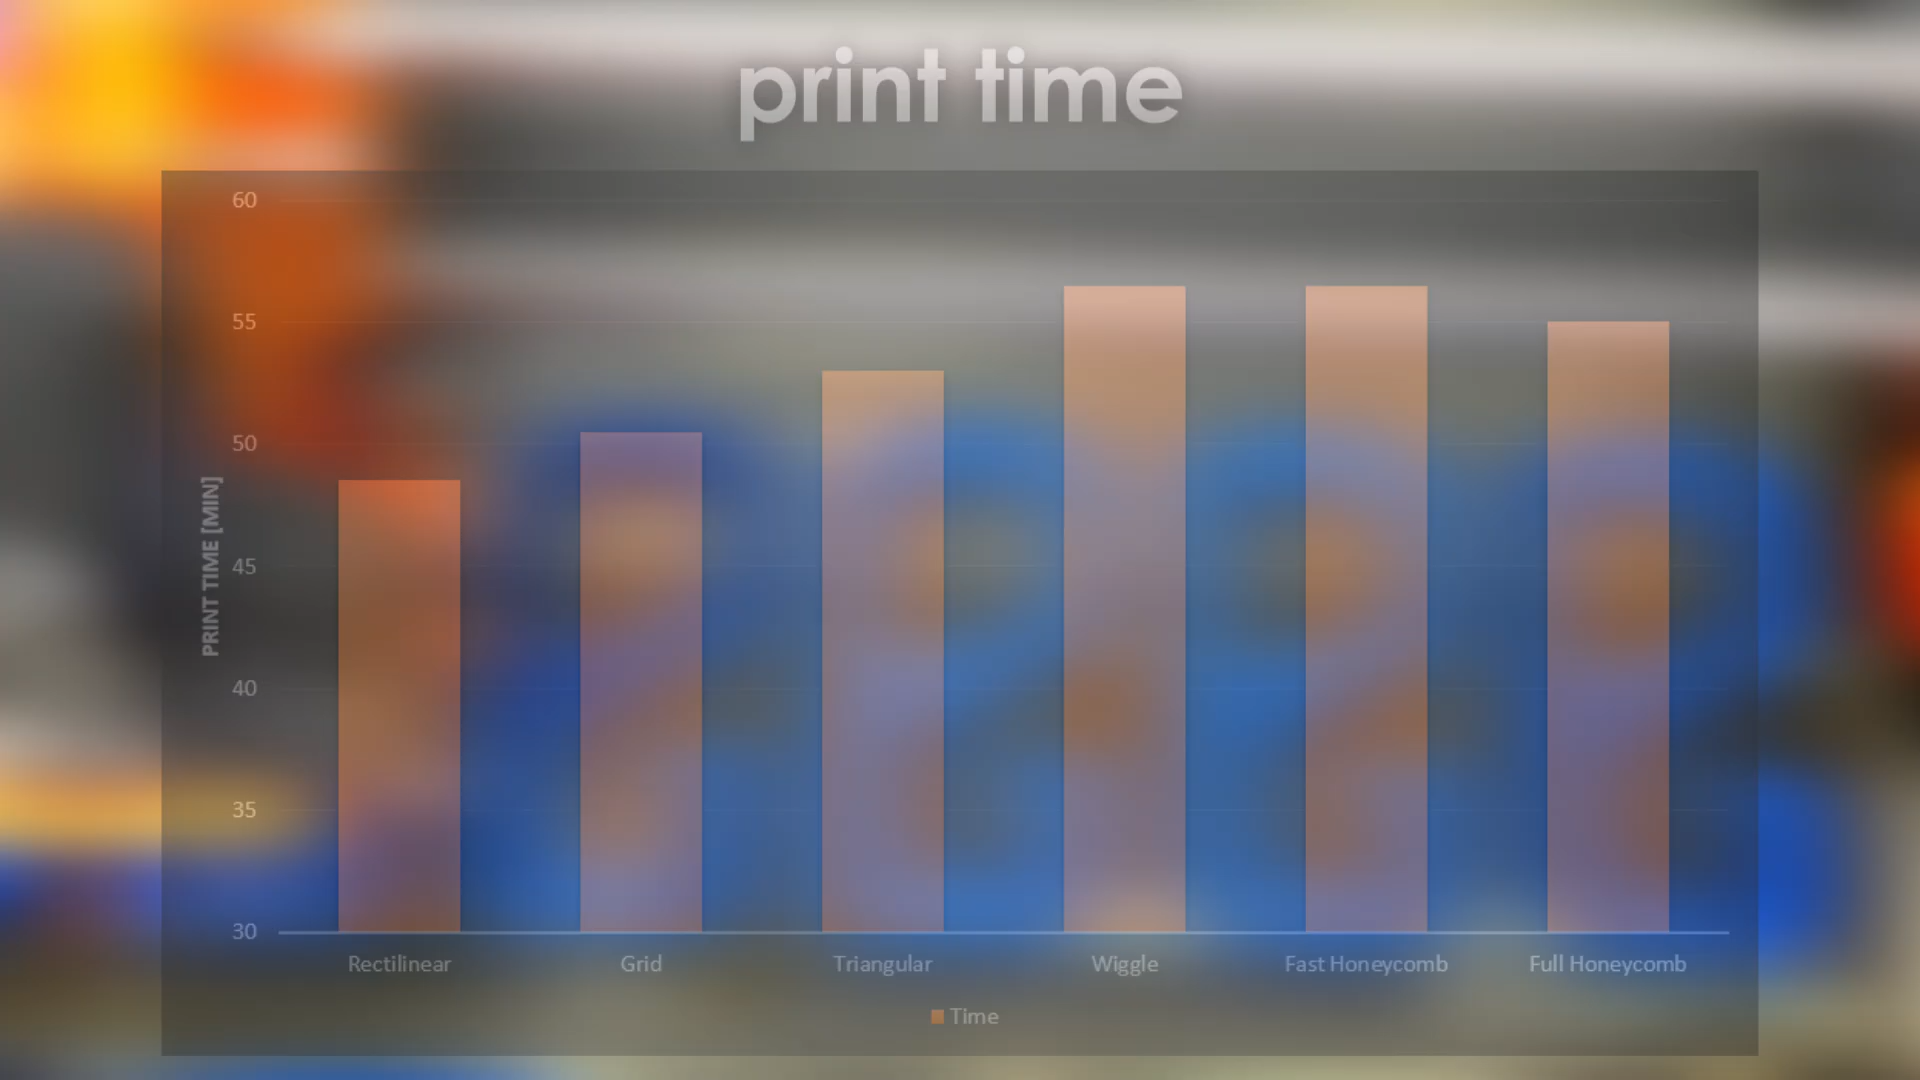 print time
60
55
50
45
40
35
30
PRINT TIME [MIN]
Rectilinear
Grid
Triangular
Wiggle
Fast Honeycomb
Full Honeycomb
Time